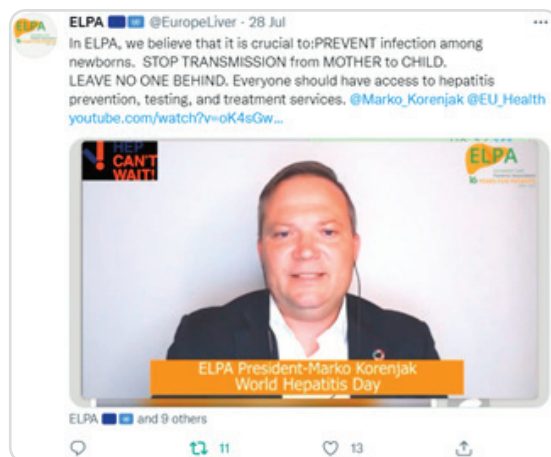 ELPA @EuropeLiver · 28 Jul
In ELPA, we believe that it is crucial to:PREVENT infection among
newborns. STOP TRANSMISSION from MOTHER to CHILD.
LEAVE NO ONE BEHIND. Everyone should have access to hepatitis
prevention, testing, and treatment services. @Marko_Korenjak @EU_Health
youtube.com/watch?v=oK4sGw...
HEP
CAN'T
WAIT!
ELPA
ELPA President-Marko Korenjak
World Hepatitis Day
ELPA and 9 others
11
13